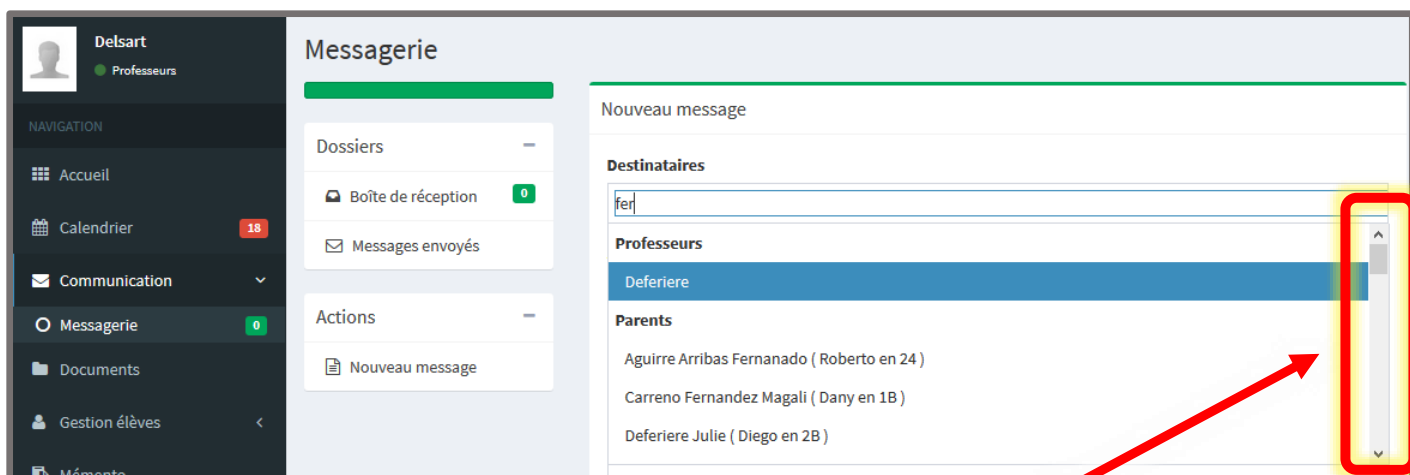 Delsart
Professeurs
NAVIGATION
Accueil
Calendrier 18
Communication
Messagerie 0
Documents
Gestion élèves
Mémento
Messagerie
Dossiers
Boîte de réception 0
Messages envoyés
Actions
Nouveau message
Nouveau message
Destinataires
fer
Professeurs
Deferiere
Parents
Aguirre Arribas Fernanado ( Roberto en 24 )
Carreno Fernandez Magali ( Dany en 1B )
Deferiere Julie ( Diego en 2B )